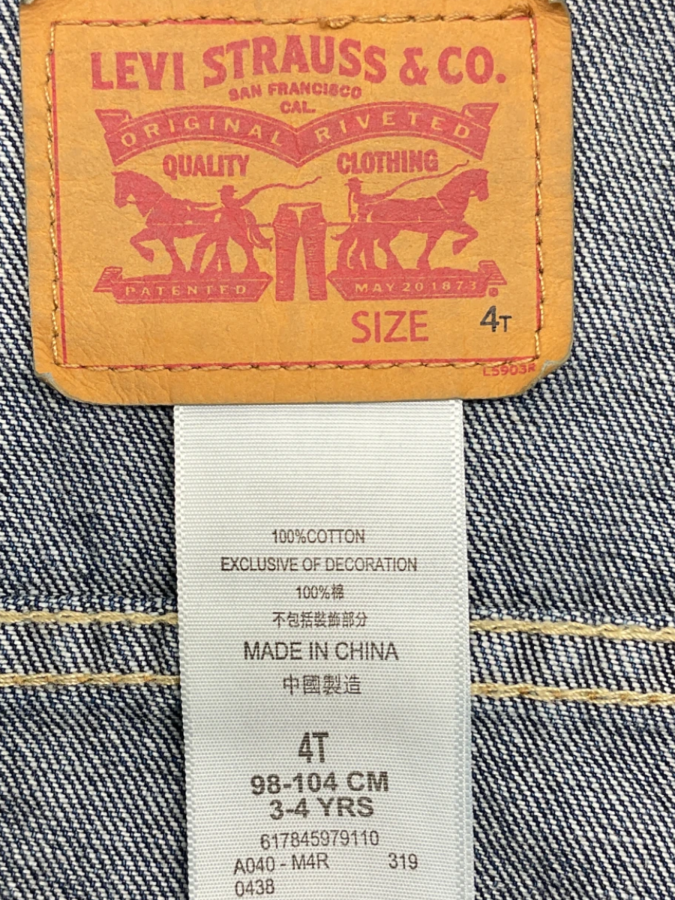 LEVI STRAUSS & CO.
SAN FRANCISCO
CAL.
ORIGINAL RIVETED
QUALITY CLOTHING
PATENTED MAY 20 1873
SIZE 4T
L5903R
100%COTTON
EXCLUSIVE OF DECORATION
100%棉
不包括裝飾部分
MADE IN CHINA
中國製造
4T
98-104 CM
3-4 YRS
617845979110
A040 - M4R 319
0438